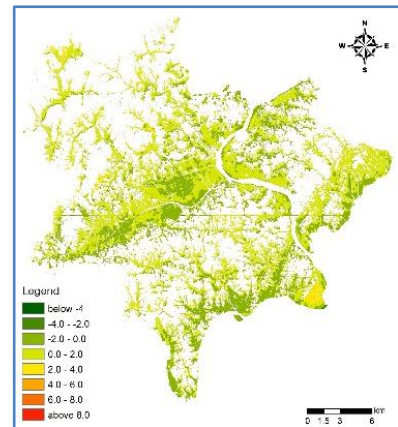 N
W E
S
Legend
below -4
-4.0 - -2.0
-2.0 - 0.0
0.0 - 2.0
2.0 - 4.0
4.0 - 6.0
6.0 - 8.0
above 8.0
0 1.5 3 6
km